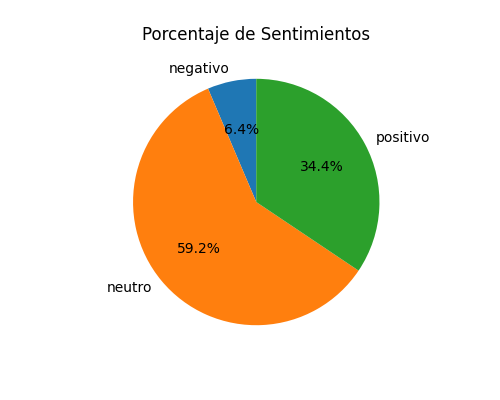 Porcentaje de Sentimientos
negativo
6.4%
positivo
34.4%
59.2%
neutro